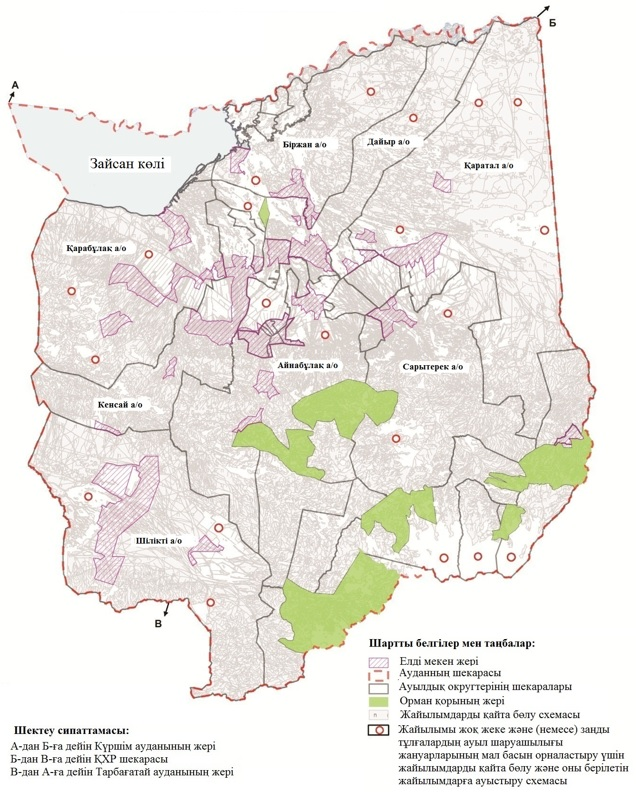 Б
А
Біржан а/о
Дайыр а/о
Зайсан көлі
Қаратал а/о
Қарабұлақ а/о
Айнабұлақ а/о
Сарытерек а/о
Кенсай а/о
Шілікті а/о
В
Шартты белгілер мен таңбалар:
Елді мекен жері
Ауданның шекарасы
Ауылдық округтерінің шекаралары
Орман қорының жері
Жайылымдарды қайта бөлу схемасы
Жайылымы жоқ жеке және (немесе) заңды
тұлғалардың ауыл шаруашылығы
жануарларының мал басын орналастыру үшін
жайылымдарды қайта бөлу және оны берілетін
жайылымдарға ауыстыру схемасы
Шектеу сипаттамасы:
А-дан Б-ға дейін Күршім ауданының жері
Б-дан В-ға дейін ҚХР шекарасы
В-дан А-ға дейін Тарбағатай ауданының жері